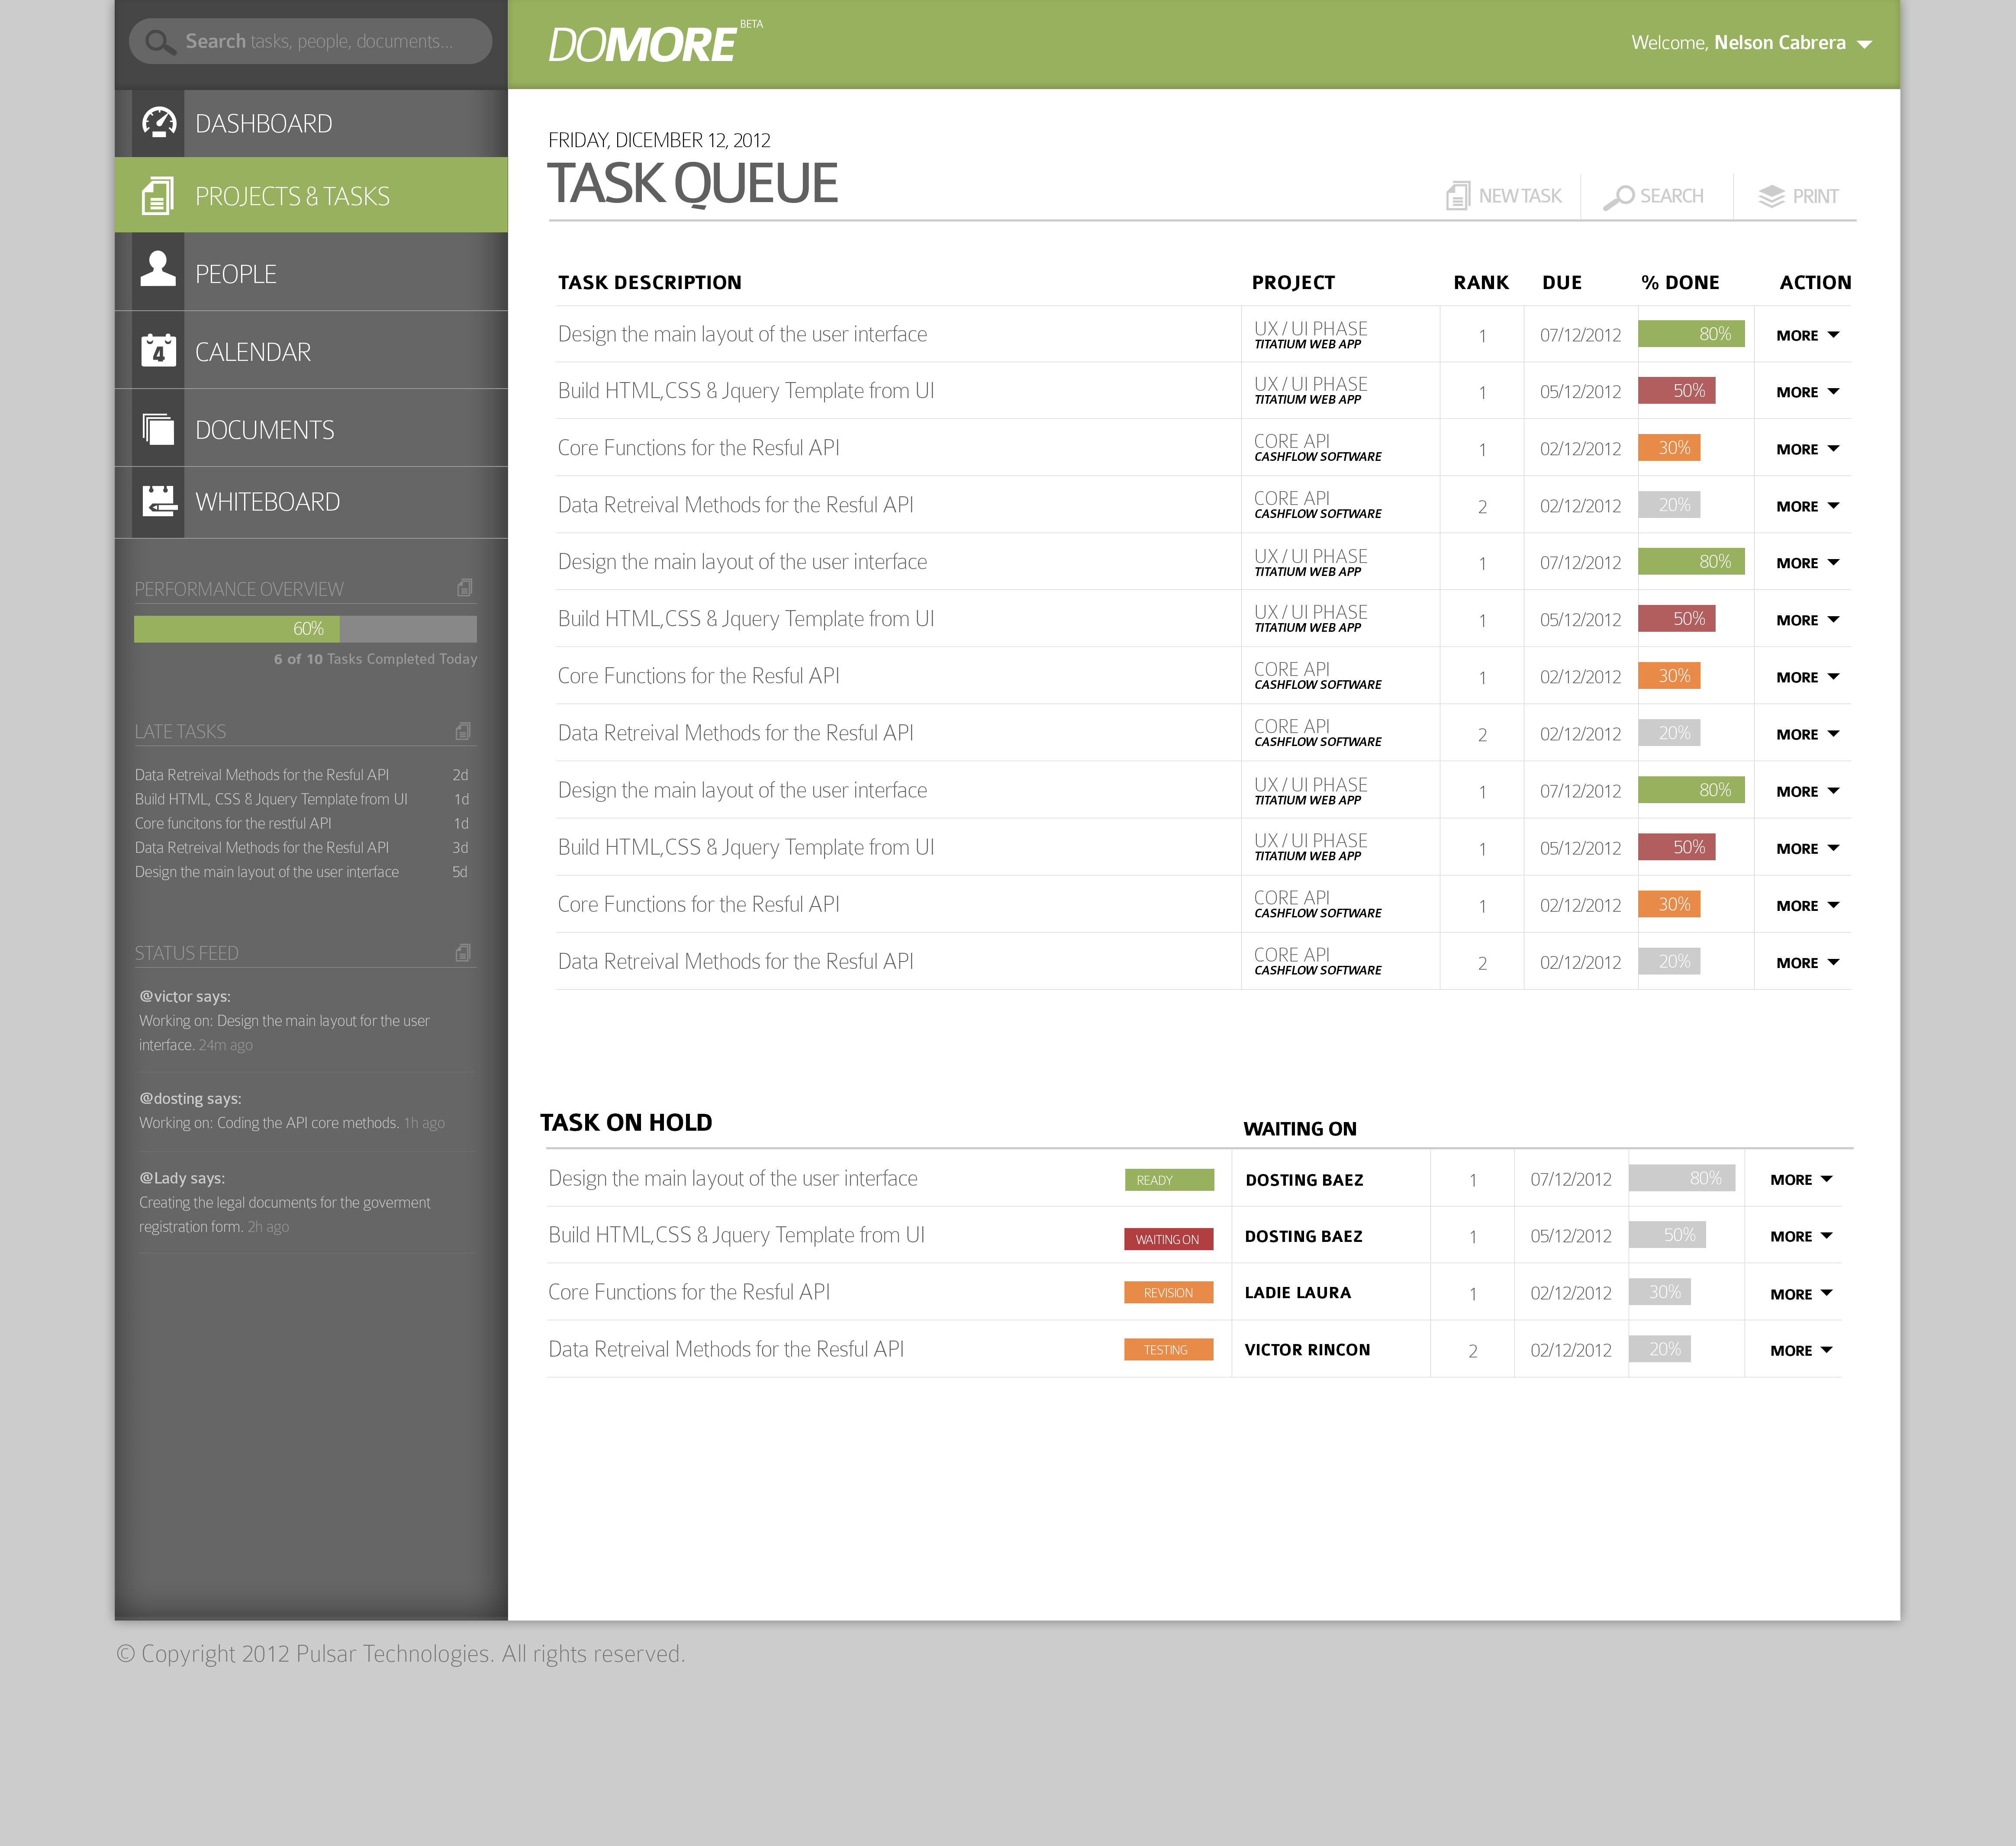 Search tasks, people, documents...
DOMORE BETA
Welcome, Nelson Cabrera
DASHBOARD
PROJECTS & TASKS
PEOPLE
4
CALENDAR
DOCUMENTS
WHITEBOARD
PERFORMANCE OVERVIEW
60%
6 of 10 Tasks Completed Today
LATE TASKS
Data Retreival Methods for the Resful API 2d
Build HTML, CSS & Jquery Template from UI 1d
Core funcitons for the restful API 1d
Data Retreival Methods for the Resful API 3d
Design the main layout of the user interface 5d
STATUS FEED
@victor says:
Working on: Design the main layout for the user
interface. 24m ago
@dosting says:
Working on: Coding the API core methods. 1h ago
@Lady says:
Creating the legal documents for the goverment
registration form. 2h ago
FRIDAY, DICEMBER 12, 2012
TASK QUEUE
NEW TASK SEARCH PRINT
TASK DESCRIPTION PROJECT RANK DUE % DONE ACTION
Design the main layout of the user interface UX / UI PHASE 1 07/12/2012 80% MORE
TITATIUM WEB APP
Build HTML,CSS & Jquery Template from UI UX / UI PHASE 1 05/12/2012 50% MORE
TITATIUM WEB APP
Core Functions for the Resful API CORE API 1 02/12/2012 30% MORE
CASHFLOW SOFTWARE
Data Retreival Methods for the Resful API CORE API 2 02/12/2012 20% MORE
CASHFLOW SOFTWARE
Design the main layout of the user interface UX / UI PHASE 1 07/12/2012 80% MORE
TITATIUM WEB APP
Build HTML,CSS & Jquery Template from UI UX / UI PHASE 1 05/12/2012 50% MORE
TITATIUM WEB APP
Core Functions for the Resful API CORE API 1 02/12/2012 30% MORE
CASHFLOW SOFTWARE
Data Retreival Methods for the Resful API CORE API 2 02/12/2012 20% MORE
CASHFLOW SOFTWARE
Design the main layout of the user interface UX / UI PHASE 1 07/12/2012 80% MORE
TITATIUM WEB APP
Build HTML,CSS & Jquery Template from UI UX / UI PHASE 1 05/12/2012 50% MORE
TITATIUM WEB APP
Core Functions for the Resful API CORE API 1 02/12/2012 30% MORE
CASHFLOW SOFTWARE
Data Retreival Methods for the Resful API CORE API 2 02/12/2012 20% MORE
CASHFLOW SOFTWARE
TASK ON HOLD WAITING ON
Design the main layout of the user interface READY DOSTING BAEZ 1 07/12/2012 80% MORE
Build HTML,CSS & Jquery Template from UI WAITING ON DOSTING BAEZ 1 05/12/2012 50% MORE
Core Functions for the Resful API REVISION LADIE LAURA 1 02/12/2012 30% MORE
Data Retreival Methods for the Resful API TESTING VICTOR RINCON 2 02/12/2012 20% MORE
© Copyright 2012 Pulsar Technologies. All rights reserved.